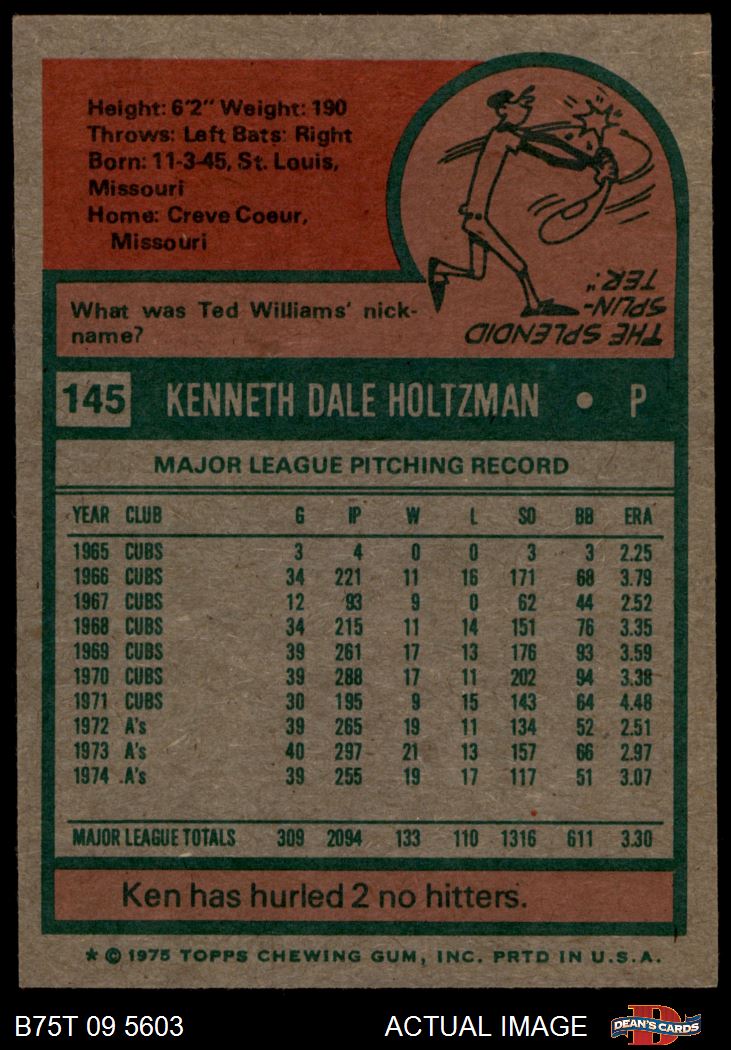 Height: 6'2" Weight: 190
Throws: Left Bats: Right
Born: 11-3-45, St. Louis,
Missouri
Home: Creve Coeur,
Missouri
What was Ted Williams' nick-
name?
THE SPLENDID
SPLIN-
TER."
145 KENNETH DALE HOLTZMAN • P
MAJOR LEAGUE PITCHING RECORD
YEAR CLUB G IP W L SO BB ERA
1965 CUBS 3 4 0 0 3 3 2.25
1966 CUBS 34 221 11 16 171 68 3.79
1967 CUBS 12 93 9 0 62 44 2.52
1968 CUBS 34 215 11 14 151 76 3.35
1969 CUBS 39 261 17 13 176 93 3.59
1970 CUBS 39 288 17 11 202 94 3.38
1971 CUBS 30 195 9 15 143 64 4.48
1972 A's 39 265 19 11 134 52 2.51
1973 A's 40 297 21 13 157 66 2.97
1974 A's 39 255 19 17 117 51 3.07
MAJOR LEAGUE TOTALS 309 2094 133 110 1316 611 3.30
Ken has hurled 2 no hitters.
* © 1975 TOPPS CHEWING GUM, INC. PRTD IN U.S.A.
B75T 09 5603 ACTUAL IMAGE D DEAN'S CARDS